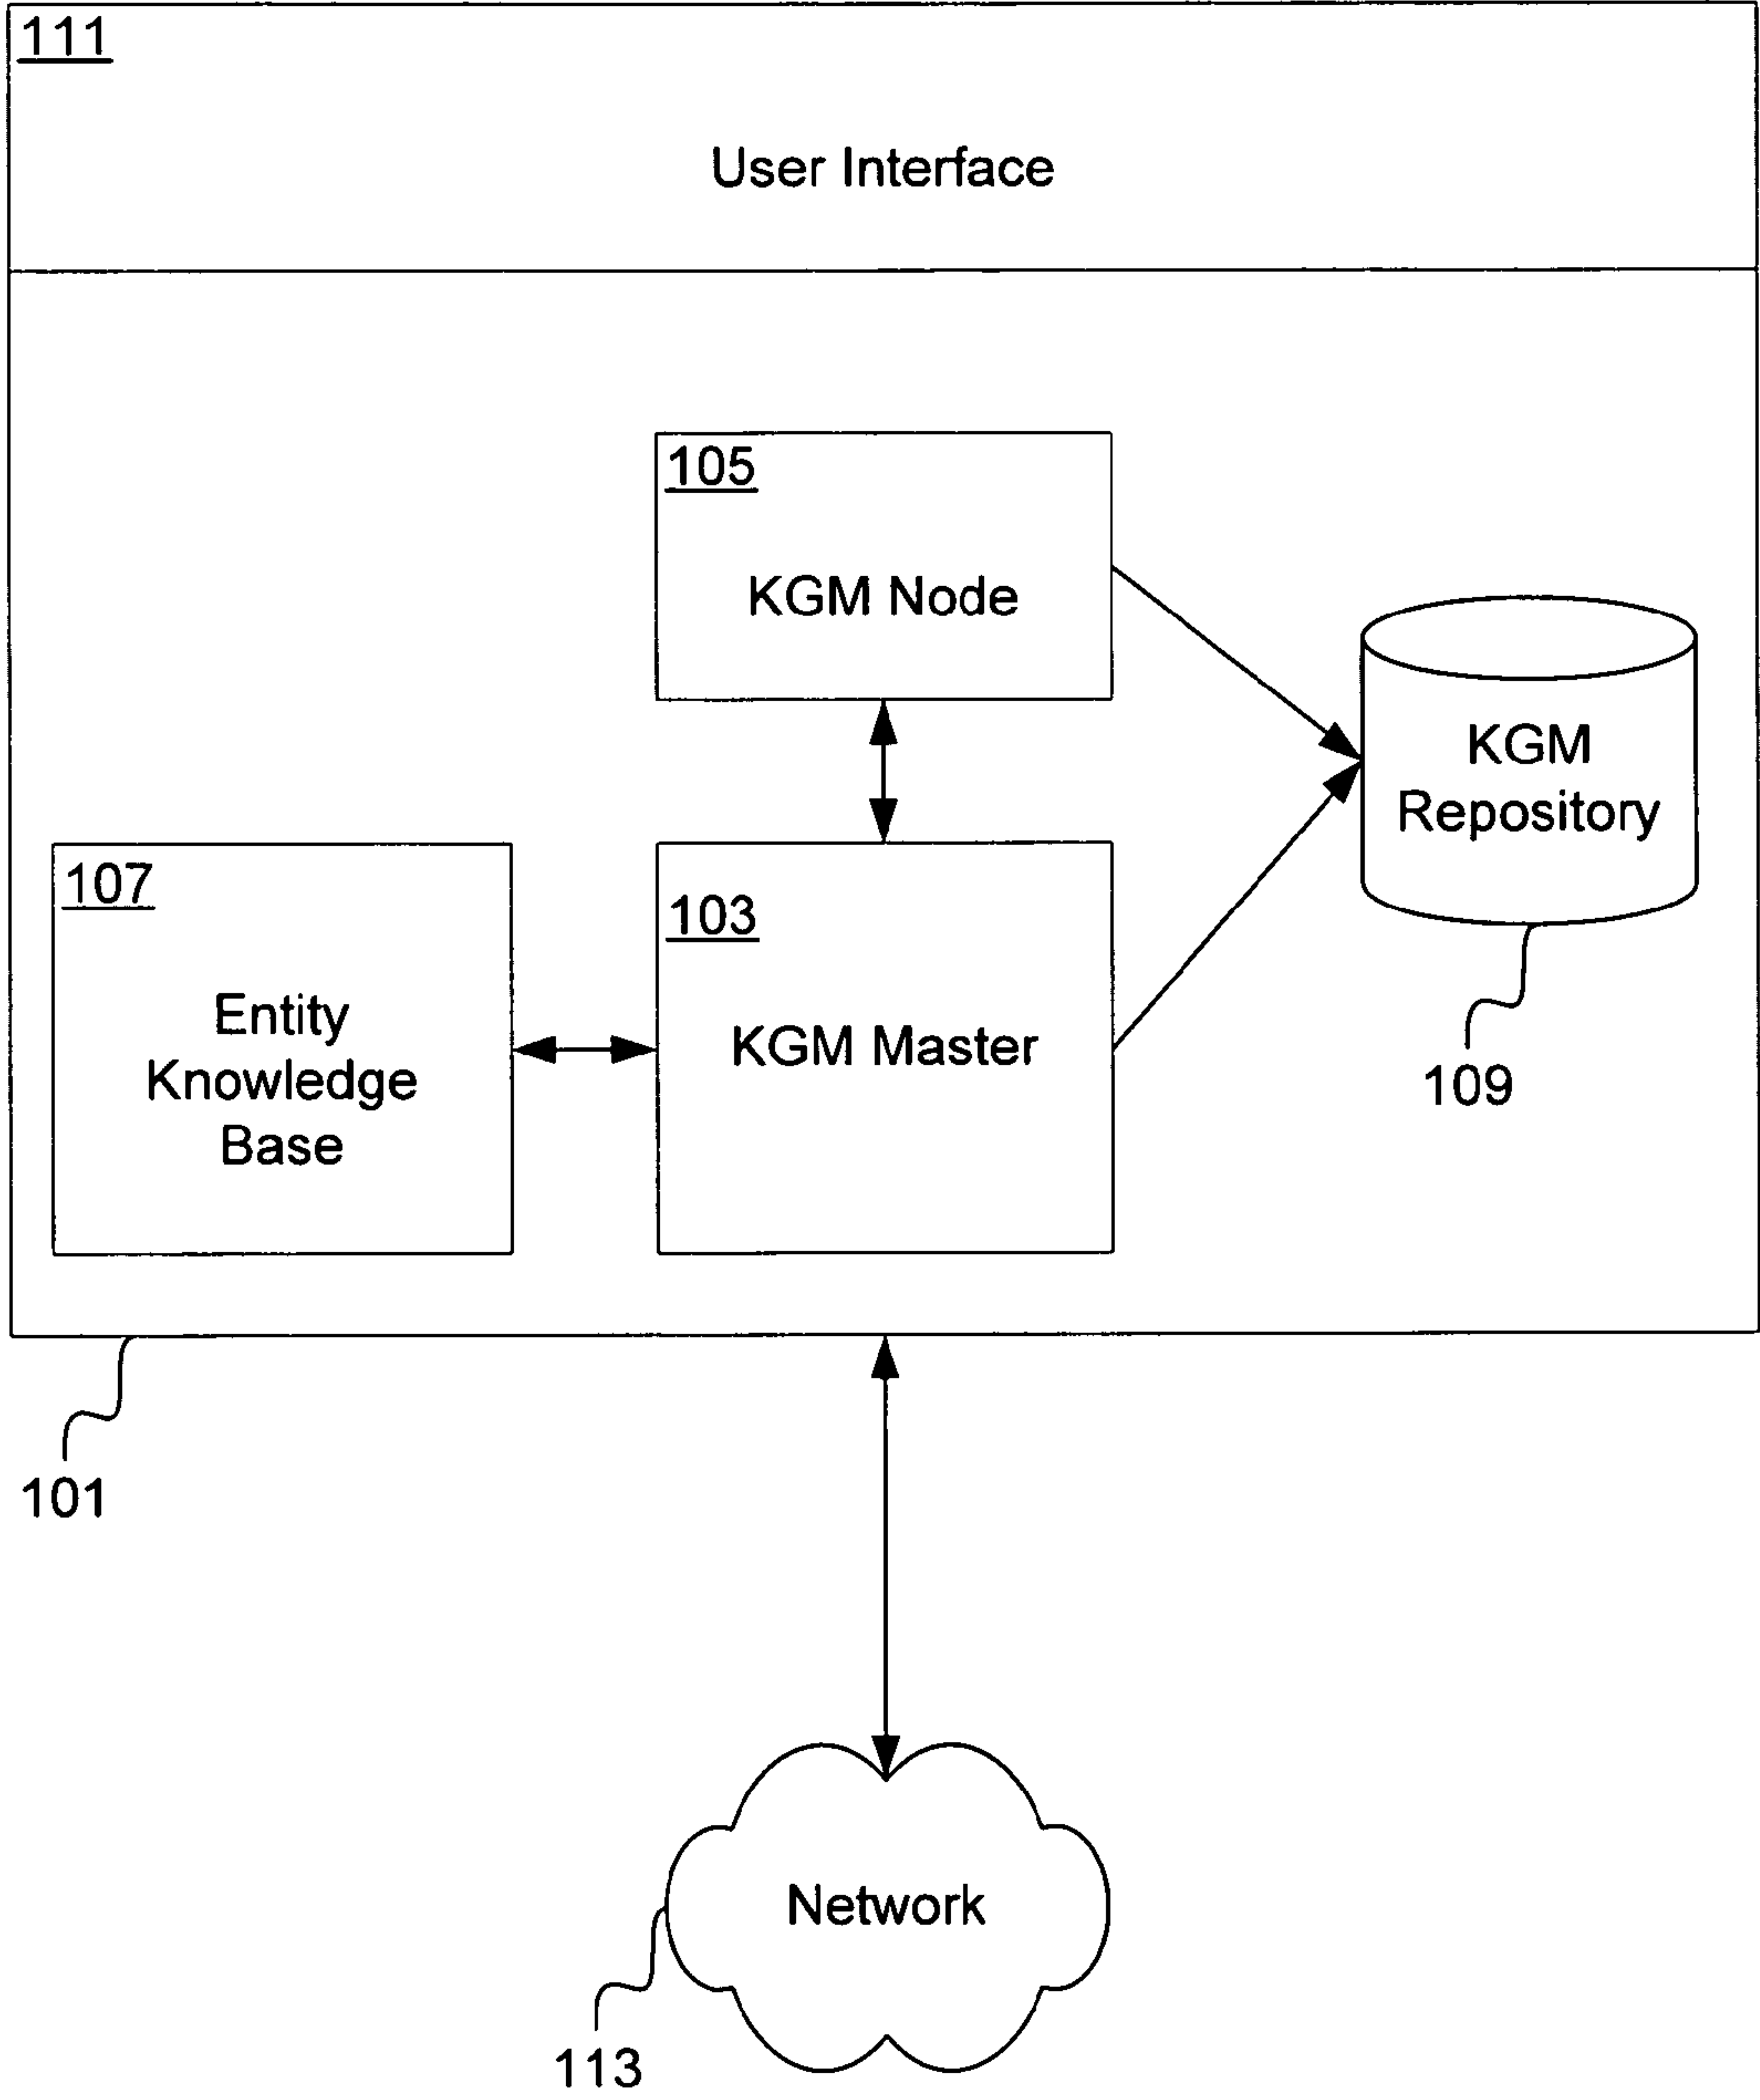 111
User Interface
105
KGM Node
KGM
Repository
107
Entity
Knowledge
Base
103
KGM Master
109
101
Network
113